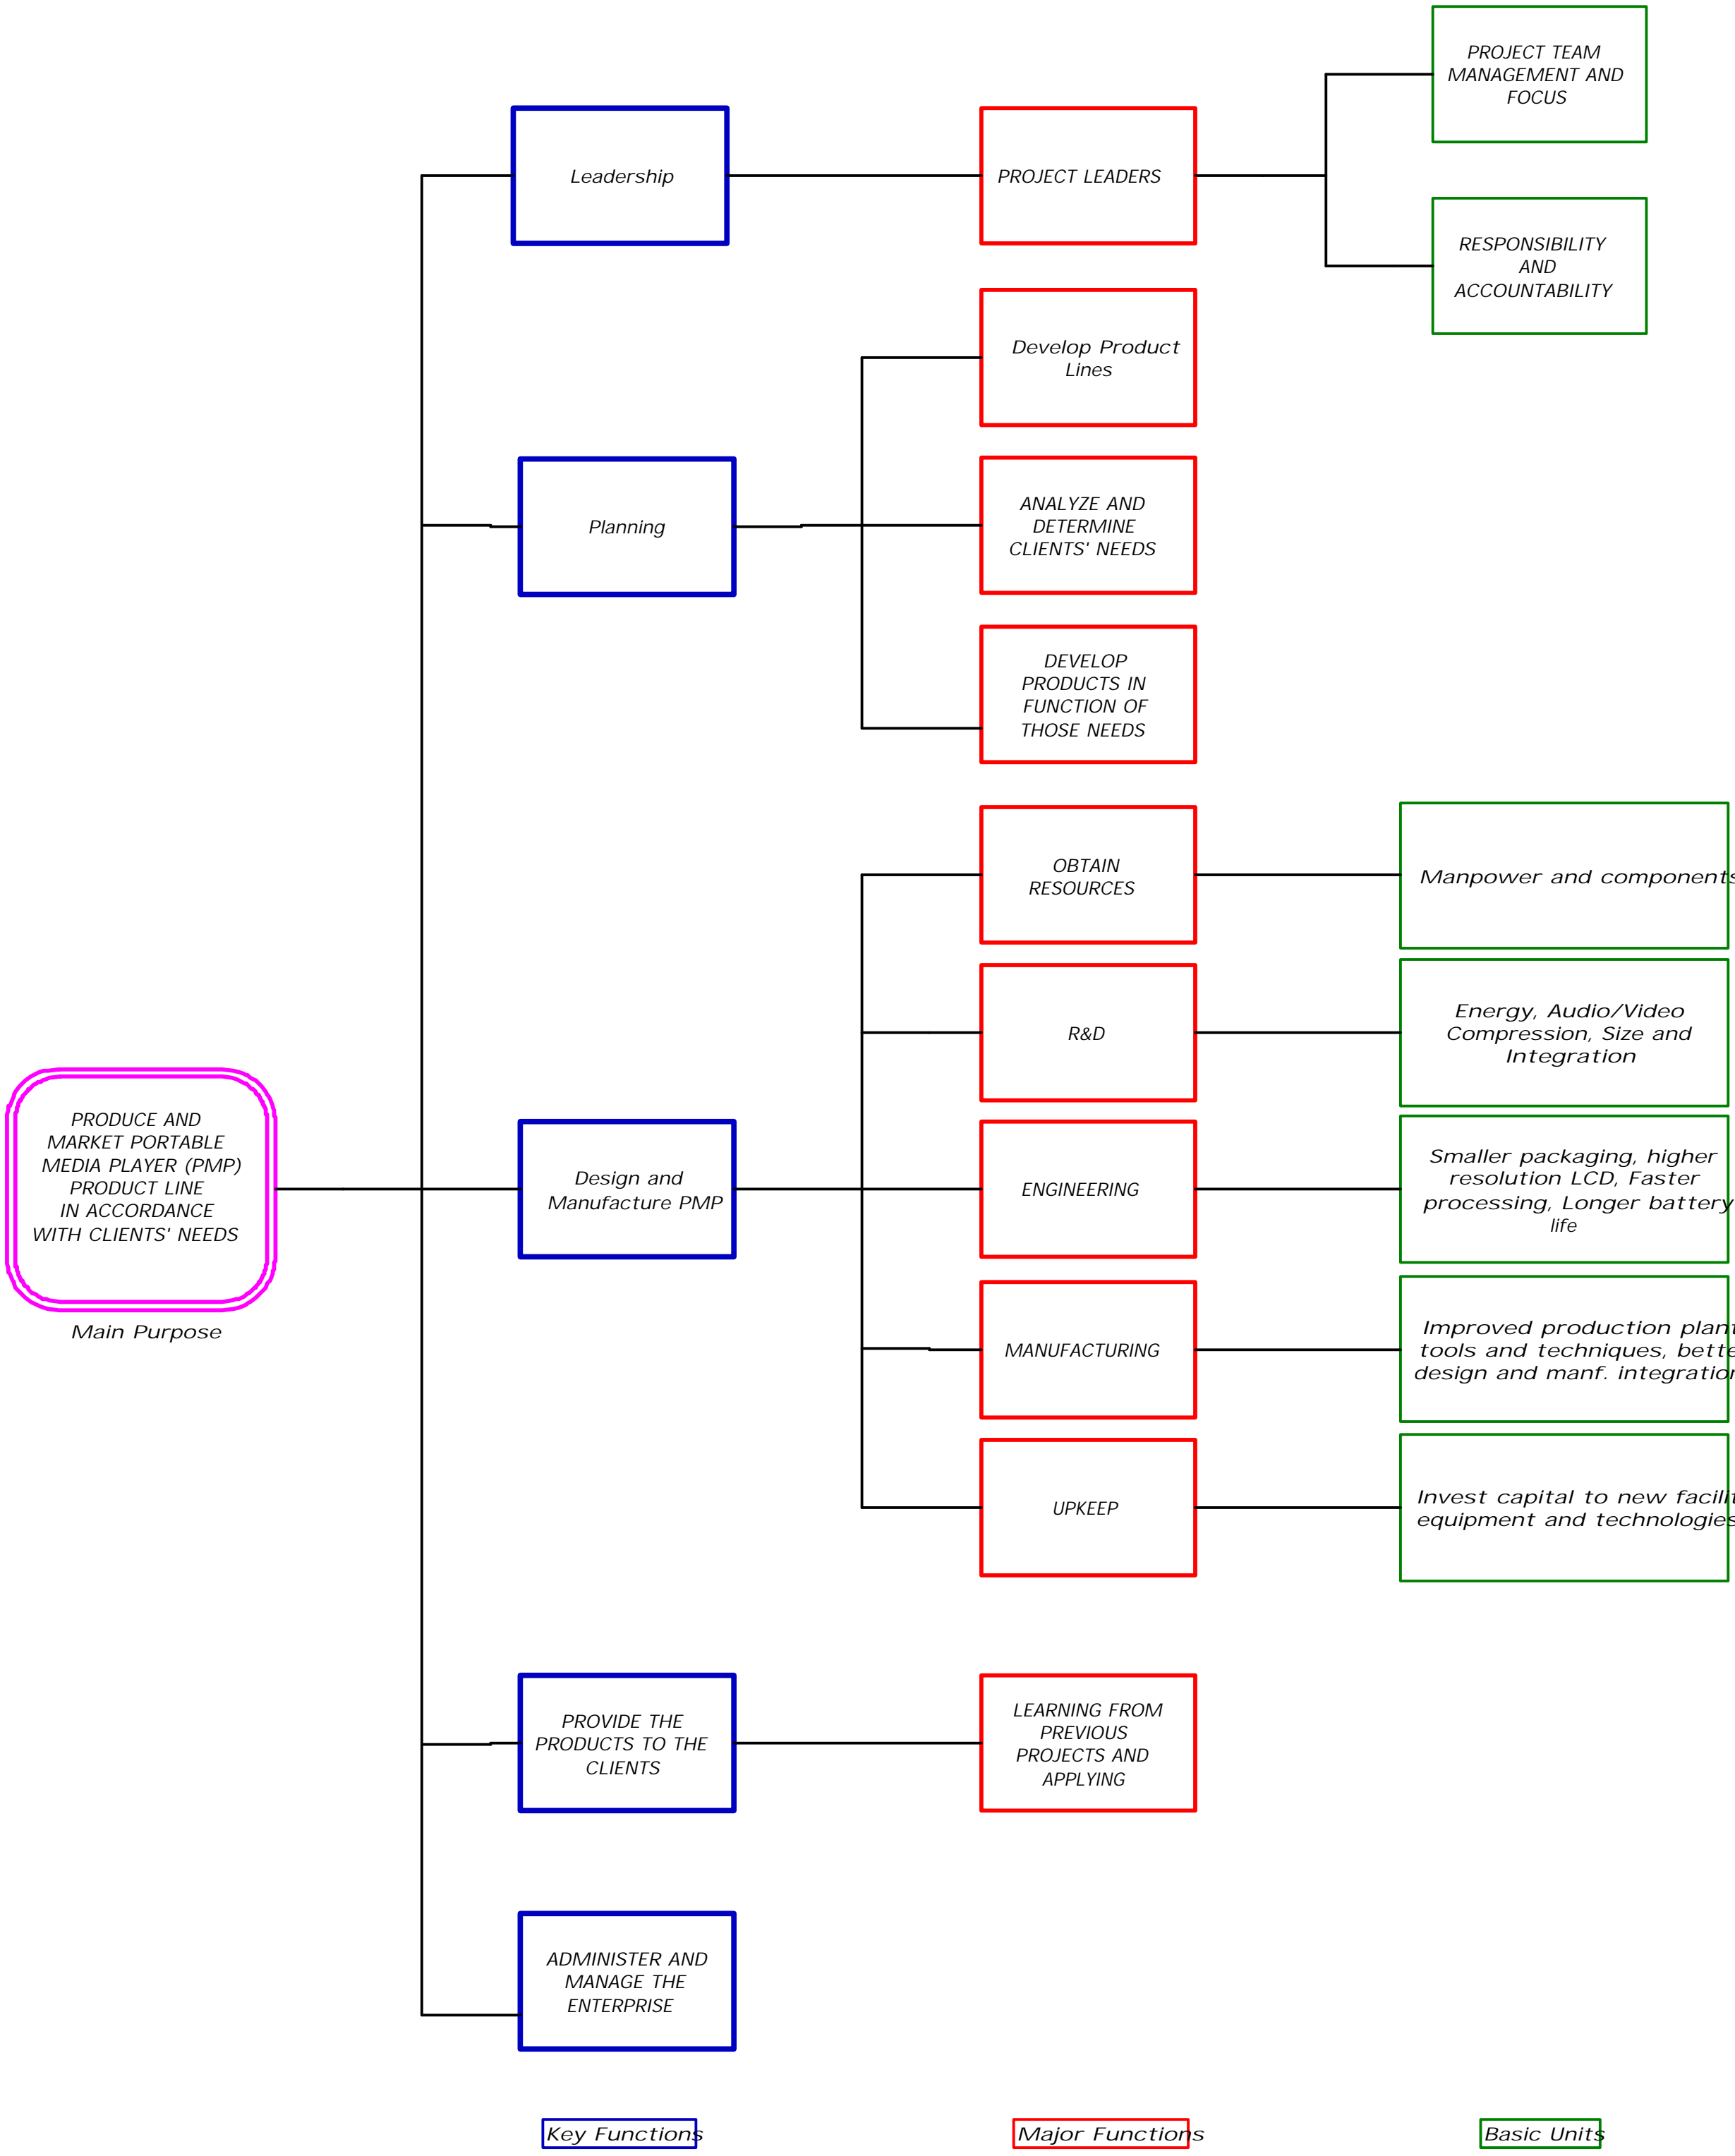 PROJECT TEAM
MANAGEMENT AND
FOCUS
Leadership
PROJECT LEADERS
RESPONSIBILITY
AND
ACCOUNTABILITY
Develop Product
Lines
Planning
ANALYZE AND
DETERMINE
CLIENTS' NEEDS
DEVELOP
PRODUCTS IN
FUNCTION OF
THOSE NEEDS
OBTAIN
RESOURCES
Manpower and components
R&D
Energy, Audio/Video
Compression, Size and
Integration
PRODUCE AND
MARKET PORTABLE
MEDIA PLAYER (PMP)
PRODUCT LINE
IN ACCORDANCE
WITH CLIENTS' NEEDS
Main Purpose
Design and
Manufacture PMP
ENGINEERING
Smaller packaging, higher
resolution LCD, Faster
processing, Longer battery
life
MANUFACTURING
Improved production plant
tools and techniques, bette
design and manf. integration
UPKEEP
Invest capital to new facilit
equipment and technologies
PROVIDE THE
PRODUCTS TO THE
CLIENTS
LEARNING FROM
PREVIOUS
PROJECTS AND
APPLYING
ADMINISTER AND
MANAGE THE
ENTERPRISE
Key Functions
Major Functions
Basic Units